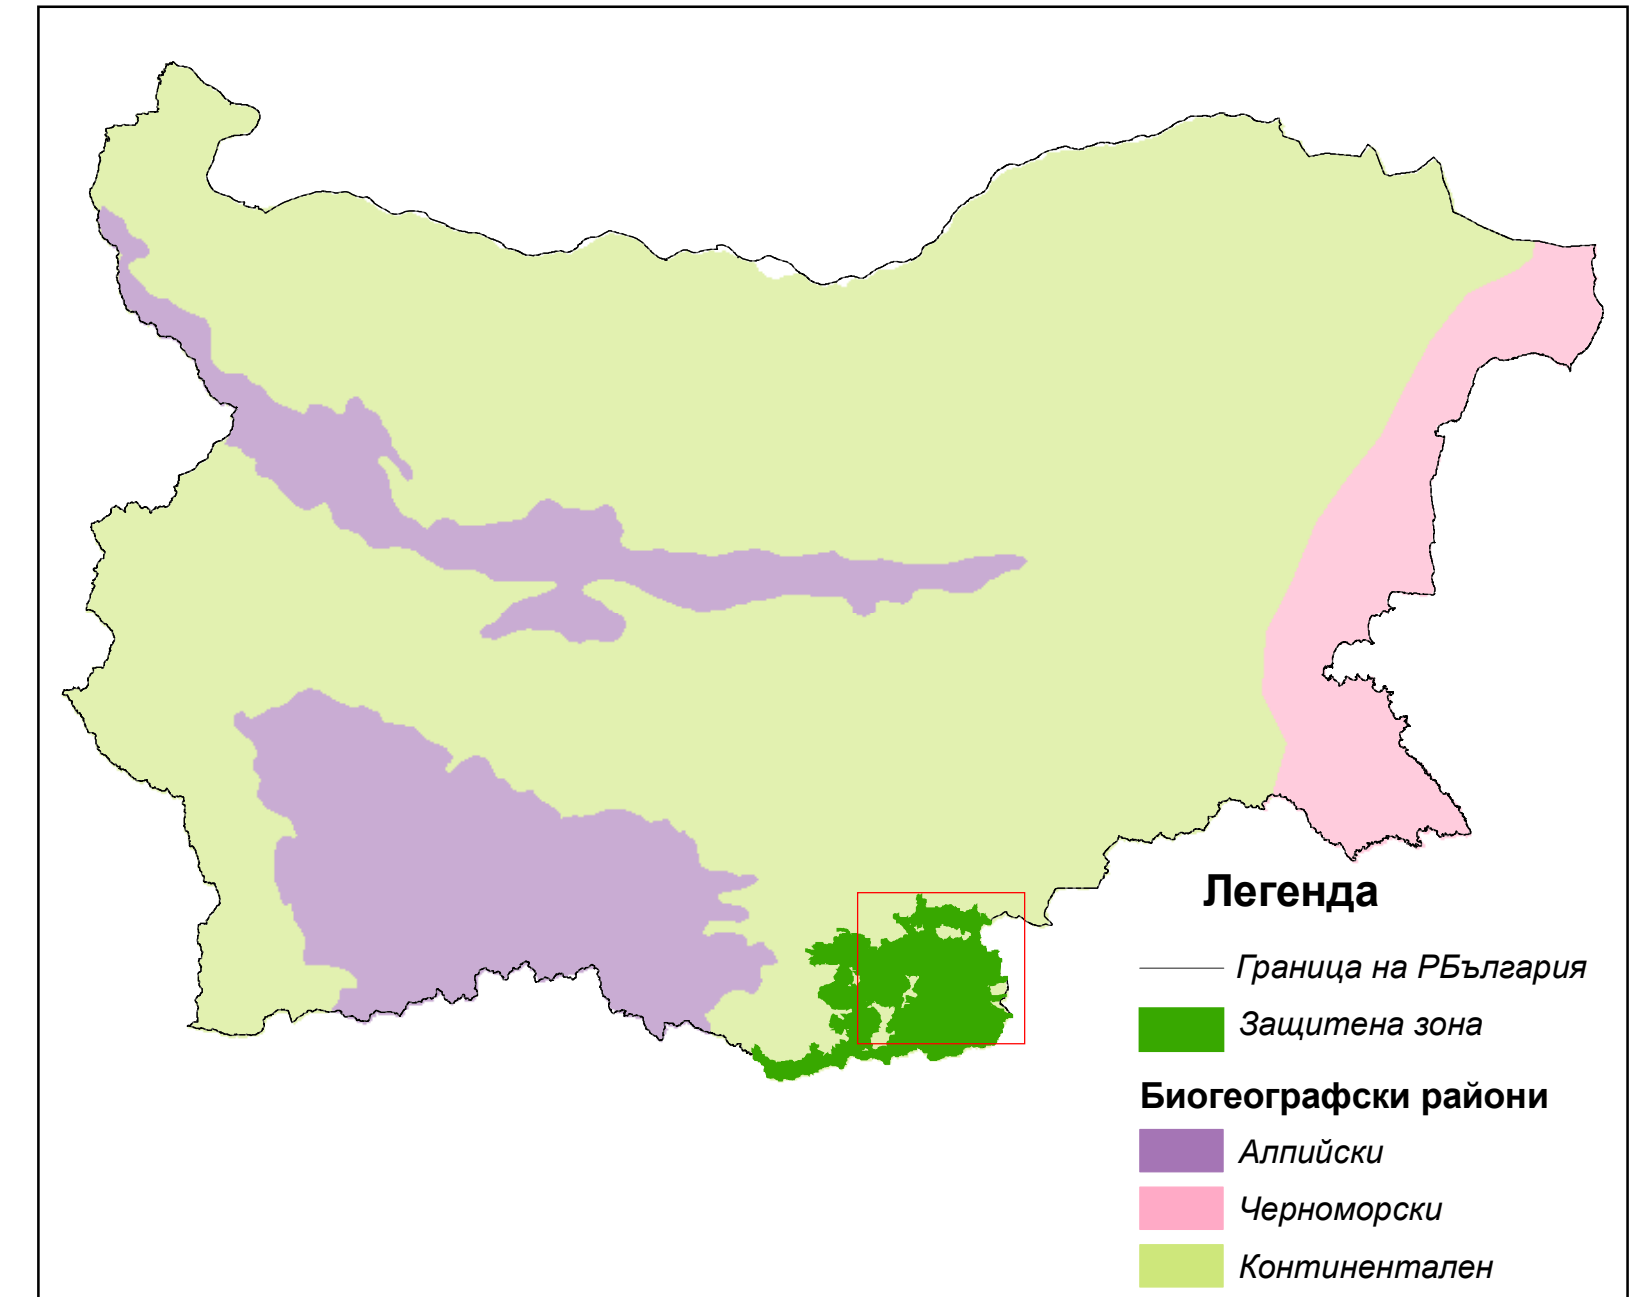 Легенда
Граница на РБългария
Защитена зона
Биогеографски райони
Алпийски
Черноморски
Континентален